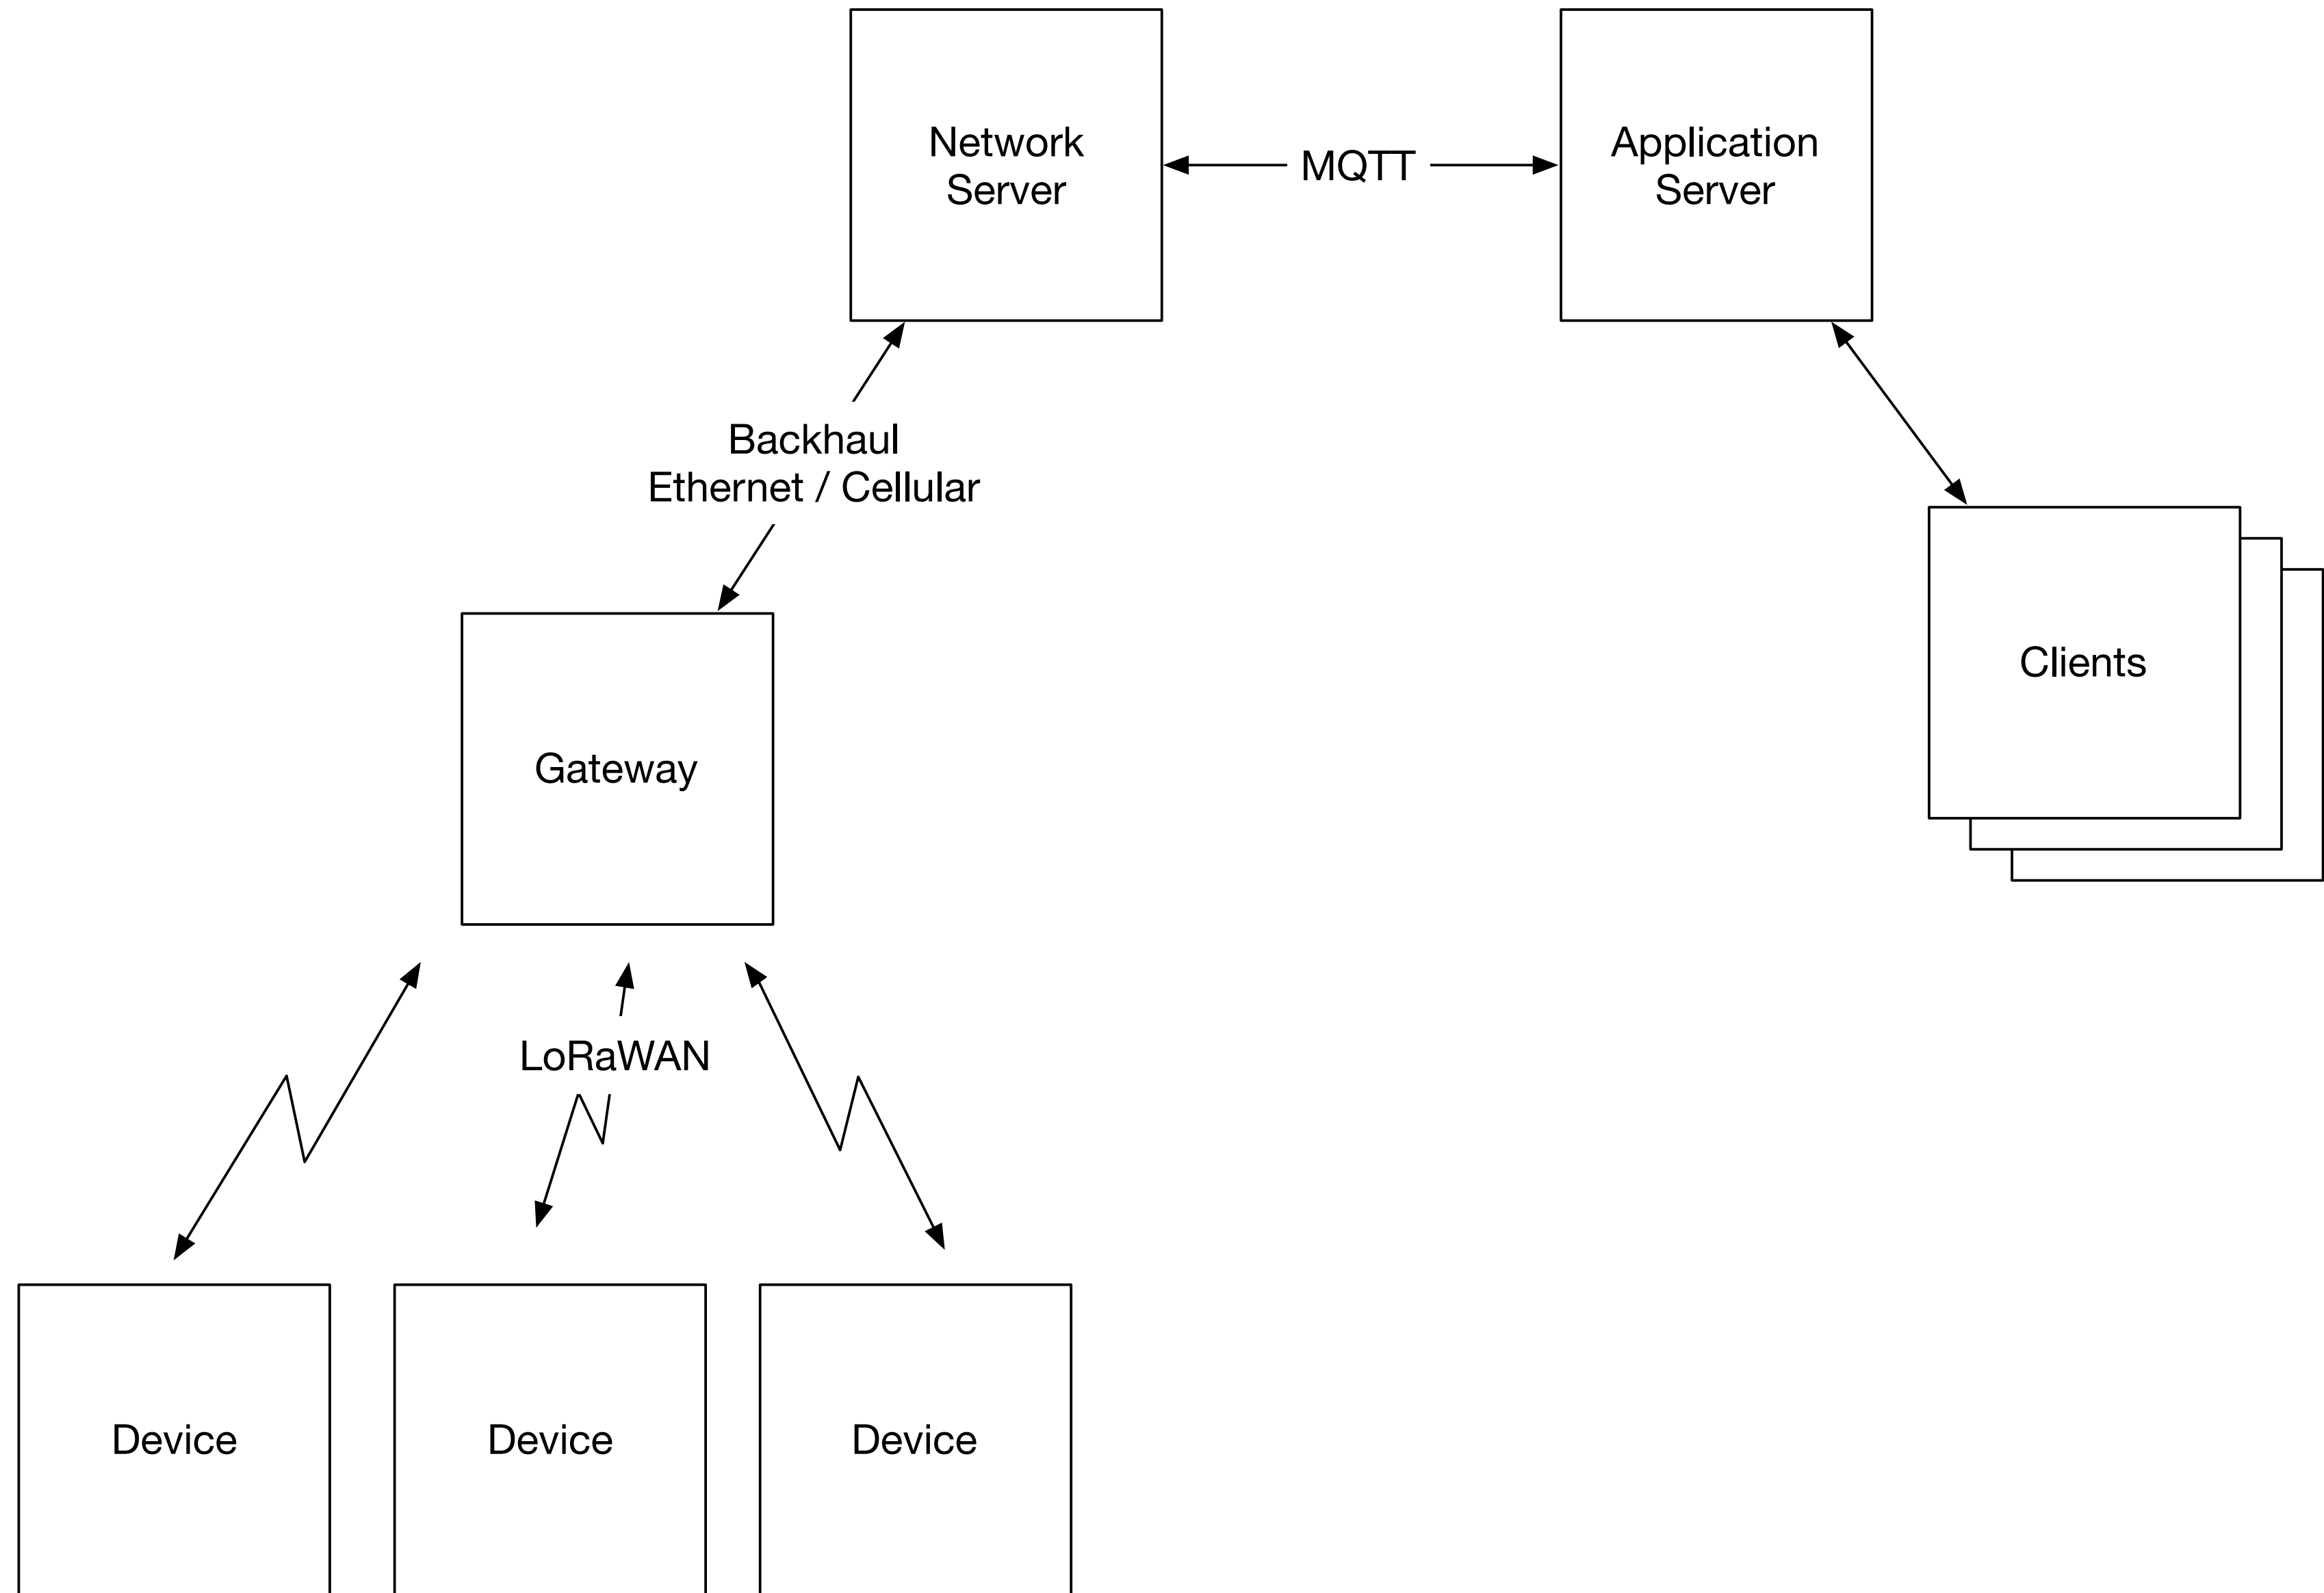 Network
Server
MQTT
Application
Server
Backhaul
Ethernet / Cellular
Clients
Gateway
LoRaWAN
Device
Device
Device